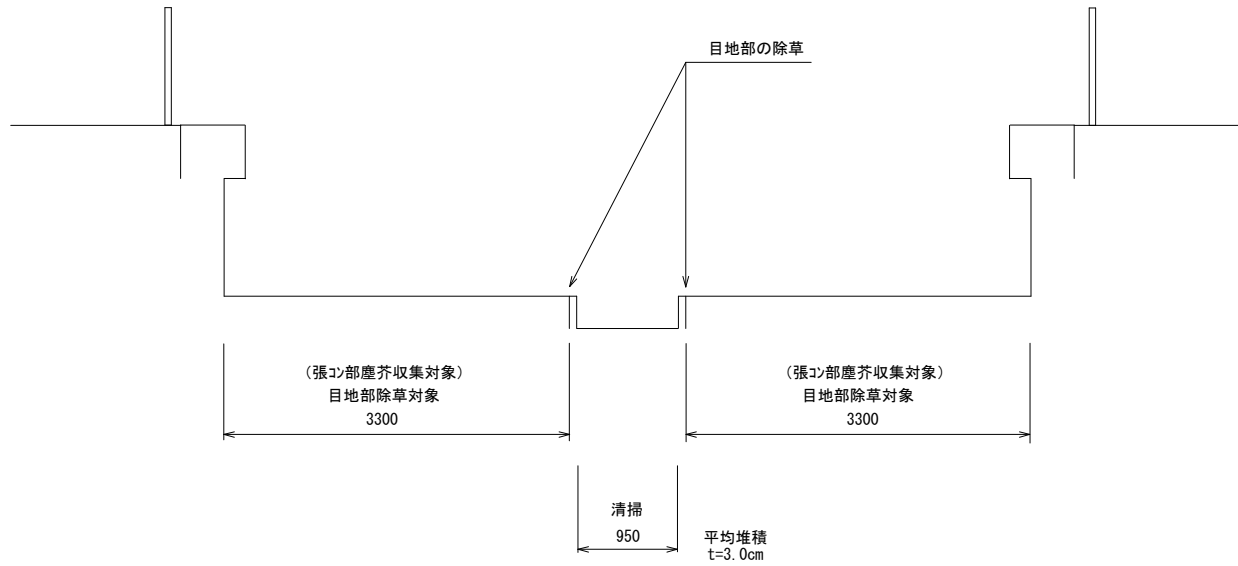 目地部の除草
(張ｺﾝ部塵芥収集対象)
目地部除草対象
3300
(張ｺﾝ部塵芥収集対象)
目地部除草対象
3300
清掃
950
平均堆積
t=3.0cm